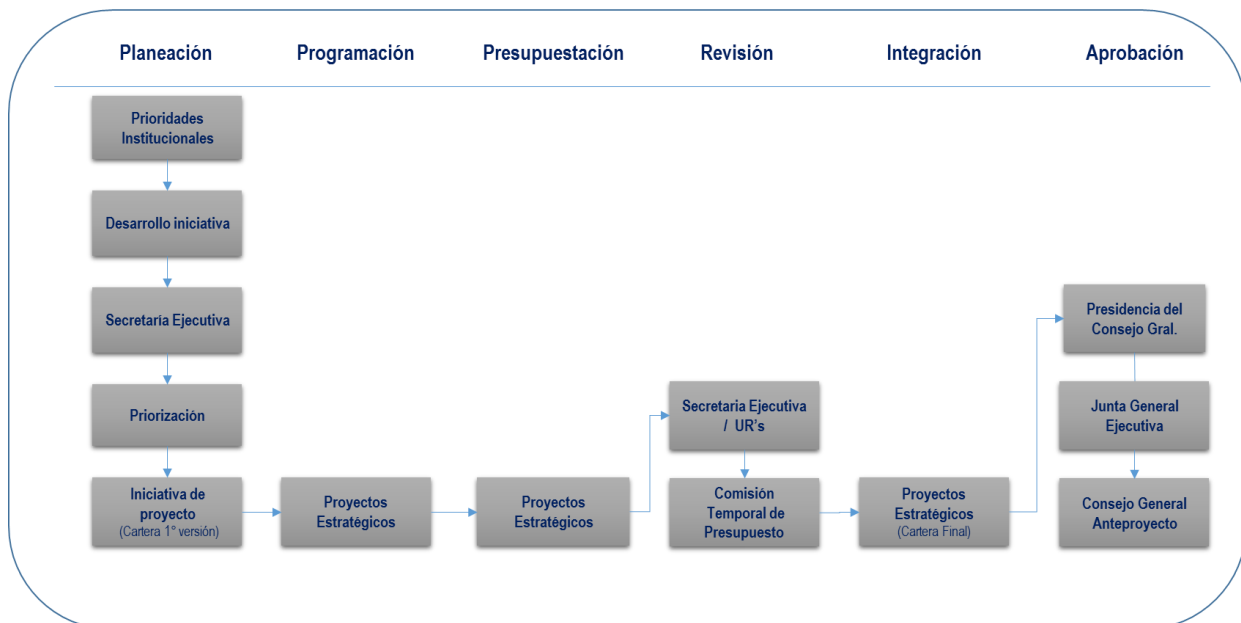 Planeación
Programación
Presupuestación
Revisión
Integración
Aprobación
Prioridades
Institucionales
Desarrollo iniciativa
Secretaría Ejecutiva
Priorización
Iniciativa de
proyecto
(Cartera 1° versión)
Proyectos
Estratégicos
Proyectos
Estratégicos
Secretaria Ejecutiva
/ UR's
Comisión
Temporal de
Presupuesto
Proyectos
Estratégicos
(Cartera Final)
Presidencia del
Consejo Gral.
Junta General
Ejecutiva
Consejo General
Anteproyecto